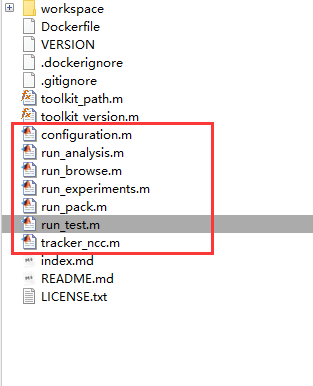 workspace
Dockerfile
VERSION
.dockerignore
.gitignore
toolkit_path.m
toolkit_version.m
configuration.m
run_analysis.m
run_browse.m
run_experiments.m
run_pack.m
run_test.m
tracker_ncc.m
index.md
README.md
LICENSE.txt